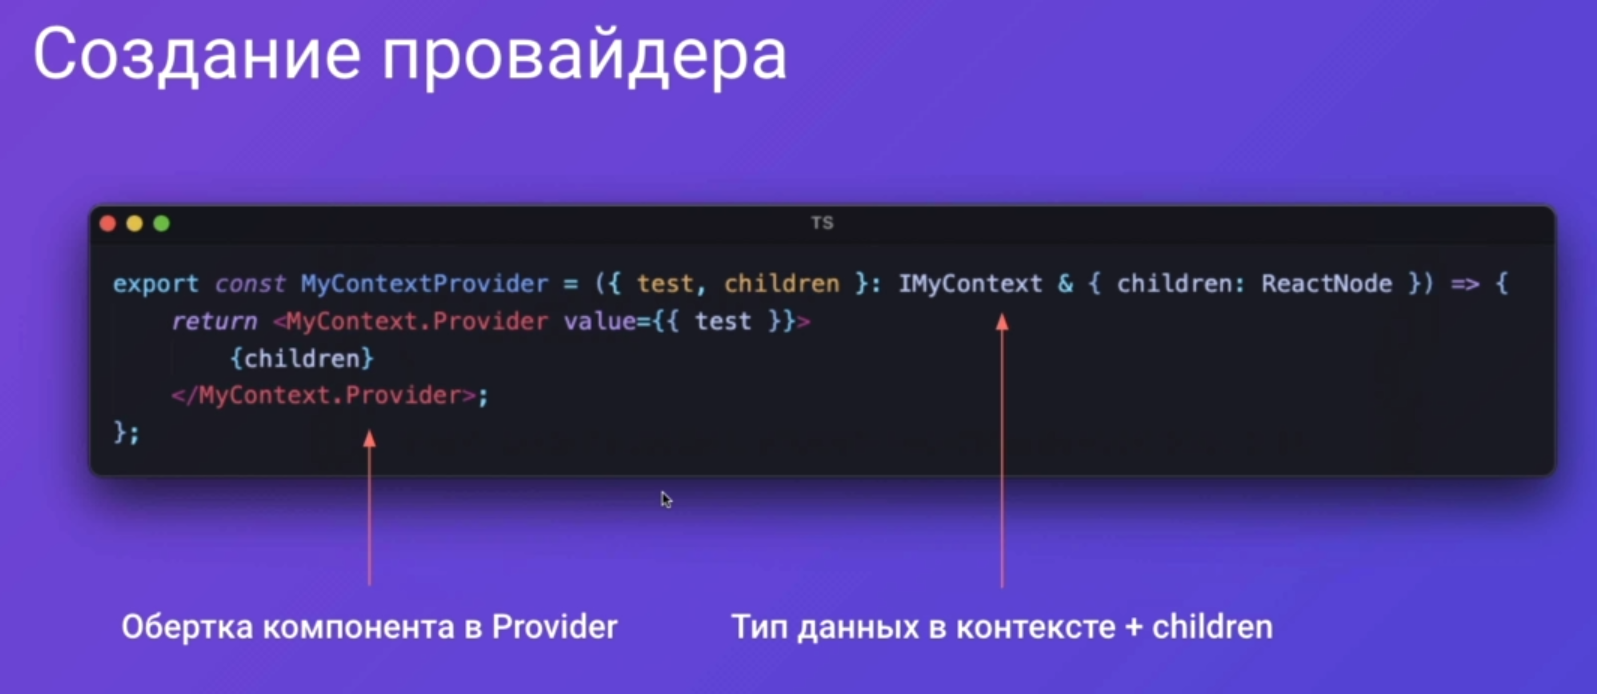 Создание провайдера
TS
export const MyContextProvider = ({ test, children }: IMyContext & { children: ReactNode }) => {
return <MyContext.Provider value={{ test }}>
{children}
</MyContext.Provider>;
};
Обертка компонента в Provider
Тип данных в контексте + children